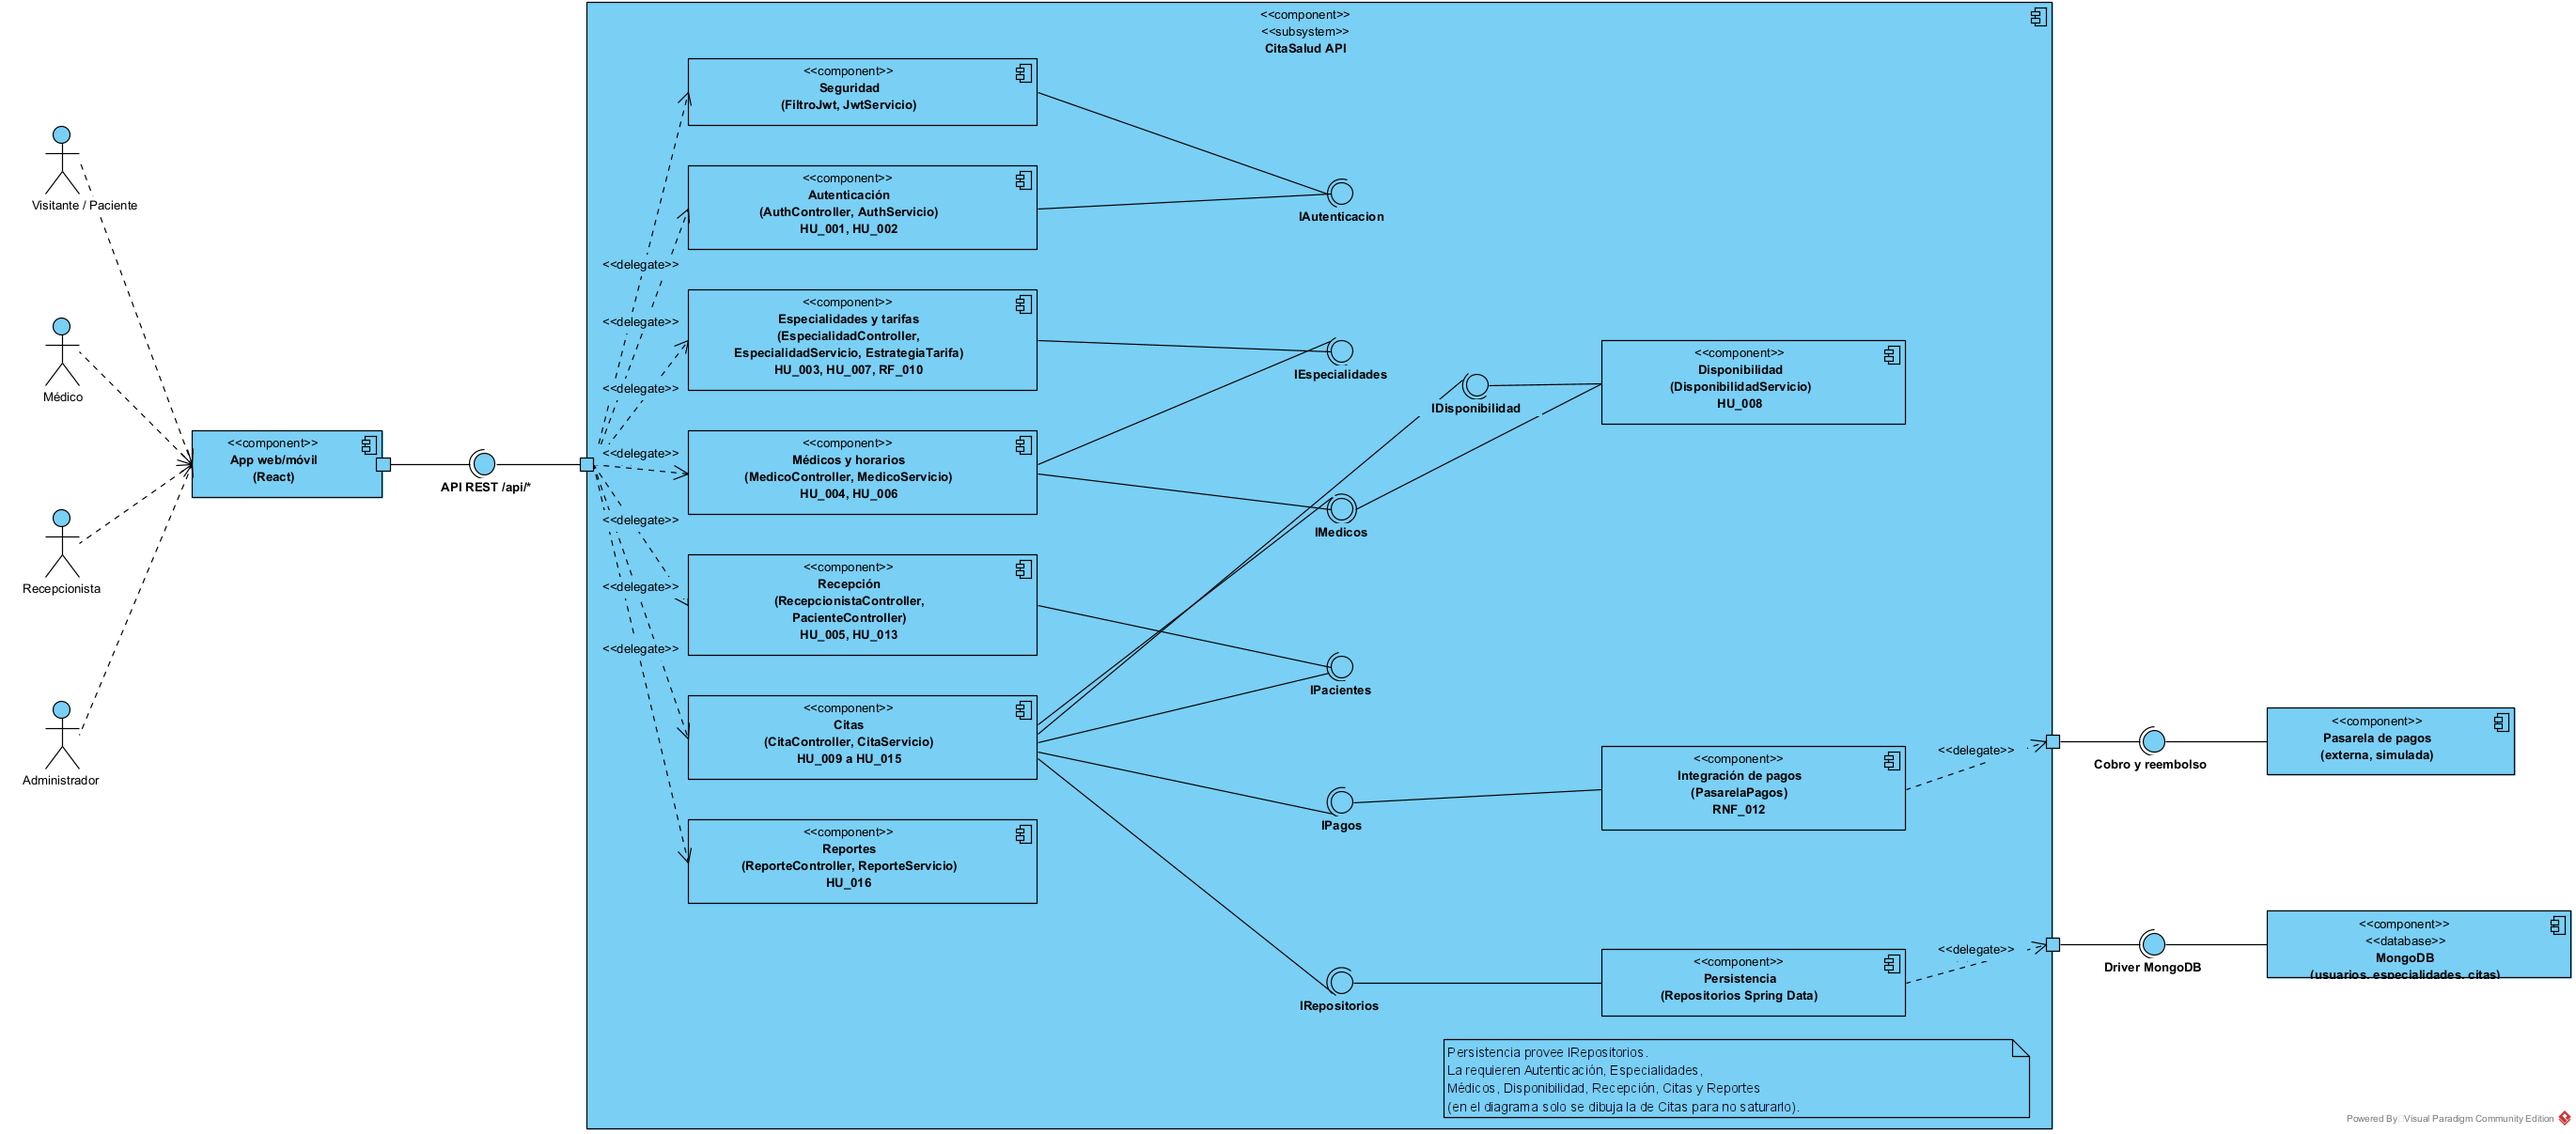 <<component>>
<<subsystem>>
CitaSalud API
Visitante / Paciente
Médico
Recepcionista
Administrador
<<component>>
App web/móvil
(React)
API REST /api/*
<<delegate>>
<<delegate>>
<<delegate>>
<<delegate>>
<<delegate>>
<<delegate>>
<<delegate>>
<<component>>
Seguridad
(FiltroJwt, JwtServicio)
<<component>>
Autenticación
(AuthController, AuthServicio)
HU_001, HU_002
<<component>>
Especialidades y tarifas
(EspecialidadController,
EspecialidadServicio, EstrategiaTarifa)
HU_003, HU_007, RF_010
<<component>>
Médicos y horarios
(MedicoController, MedicoServicio)
HU_004, HU_006
<<component>>
Recepción
(RecepcionistaController,
PacienteController)
HU_005, HU_013
<<component>>
Citas
(CitaController, CitaServicio)
HU_009 a HU_015
<<component>>
Reportes
(ReporteController, ReporteServicio)
HU_016
IAutenticacion
IEspecialidades
IDisponibilidad
IMedicos
IPacientes
IPagos
IRepositorios
<<component>>
Disponibilidad
(DisponibilidadServicio)
HU_008
<<component>>
Integración de pagos
(PasarelaPagos)
RNF_012
<<component>>
Persistencia
(Repositorios Spring Data)
<<delegate>>
<<delegate>>
Cobro y reembolso
Driver MongoDB
<<component>>
Pasarela de pagos
(externa, simulada)
<<component>>
<<database>>
MongoDB
(usuarios, especialidades, citas)
Persistencia provee IRepositorios.
La requieren Autenticación, Especialidades,
Médicos, Disponibilidad, Recepción, Citas y Reportes
(en el diagrama solo se dibuja la de Citas para no saturarlo).
Powered By Visual Paradigm Community Edition